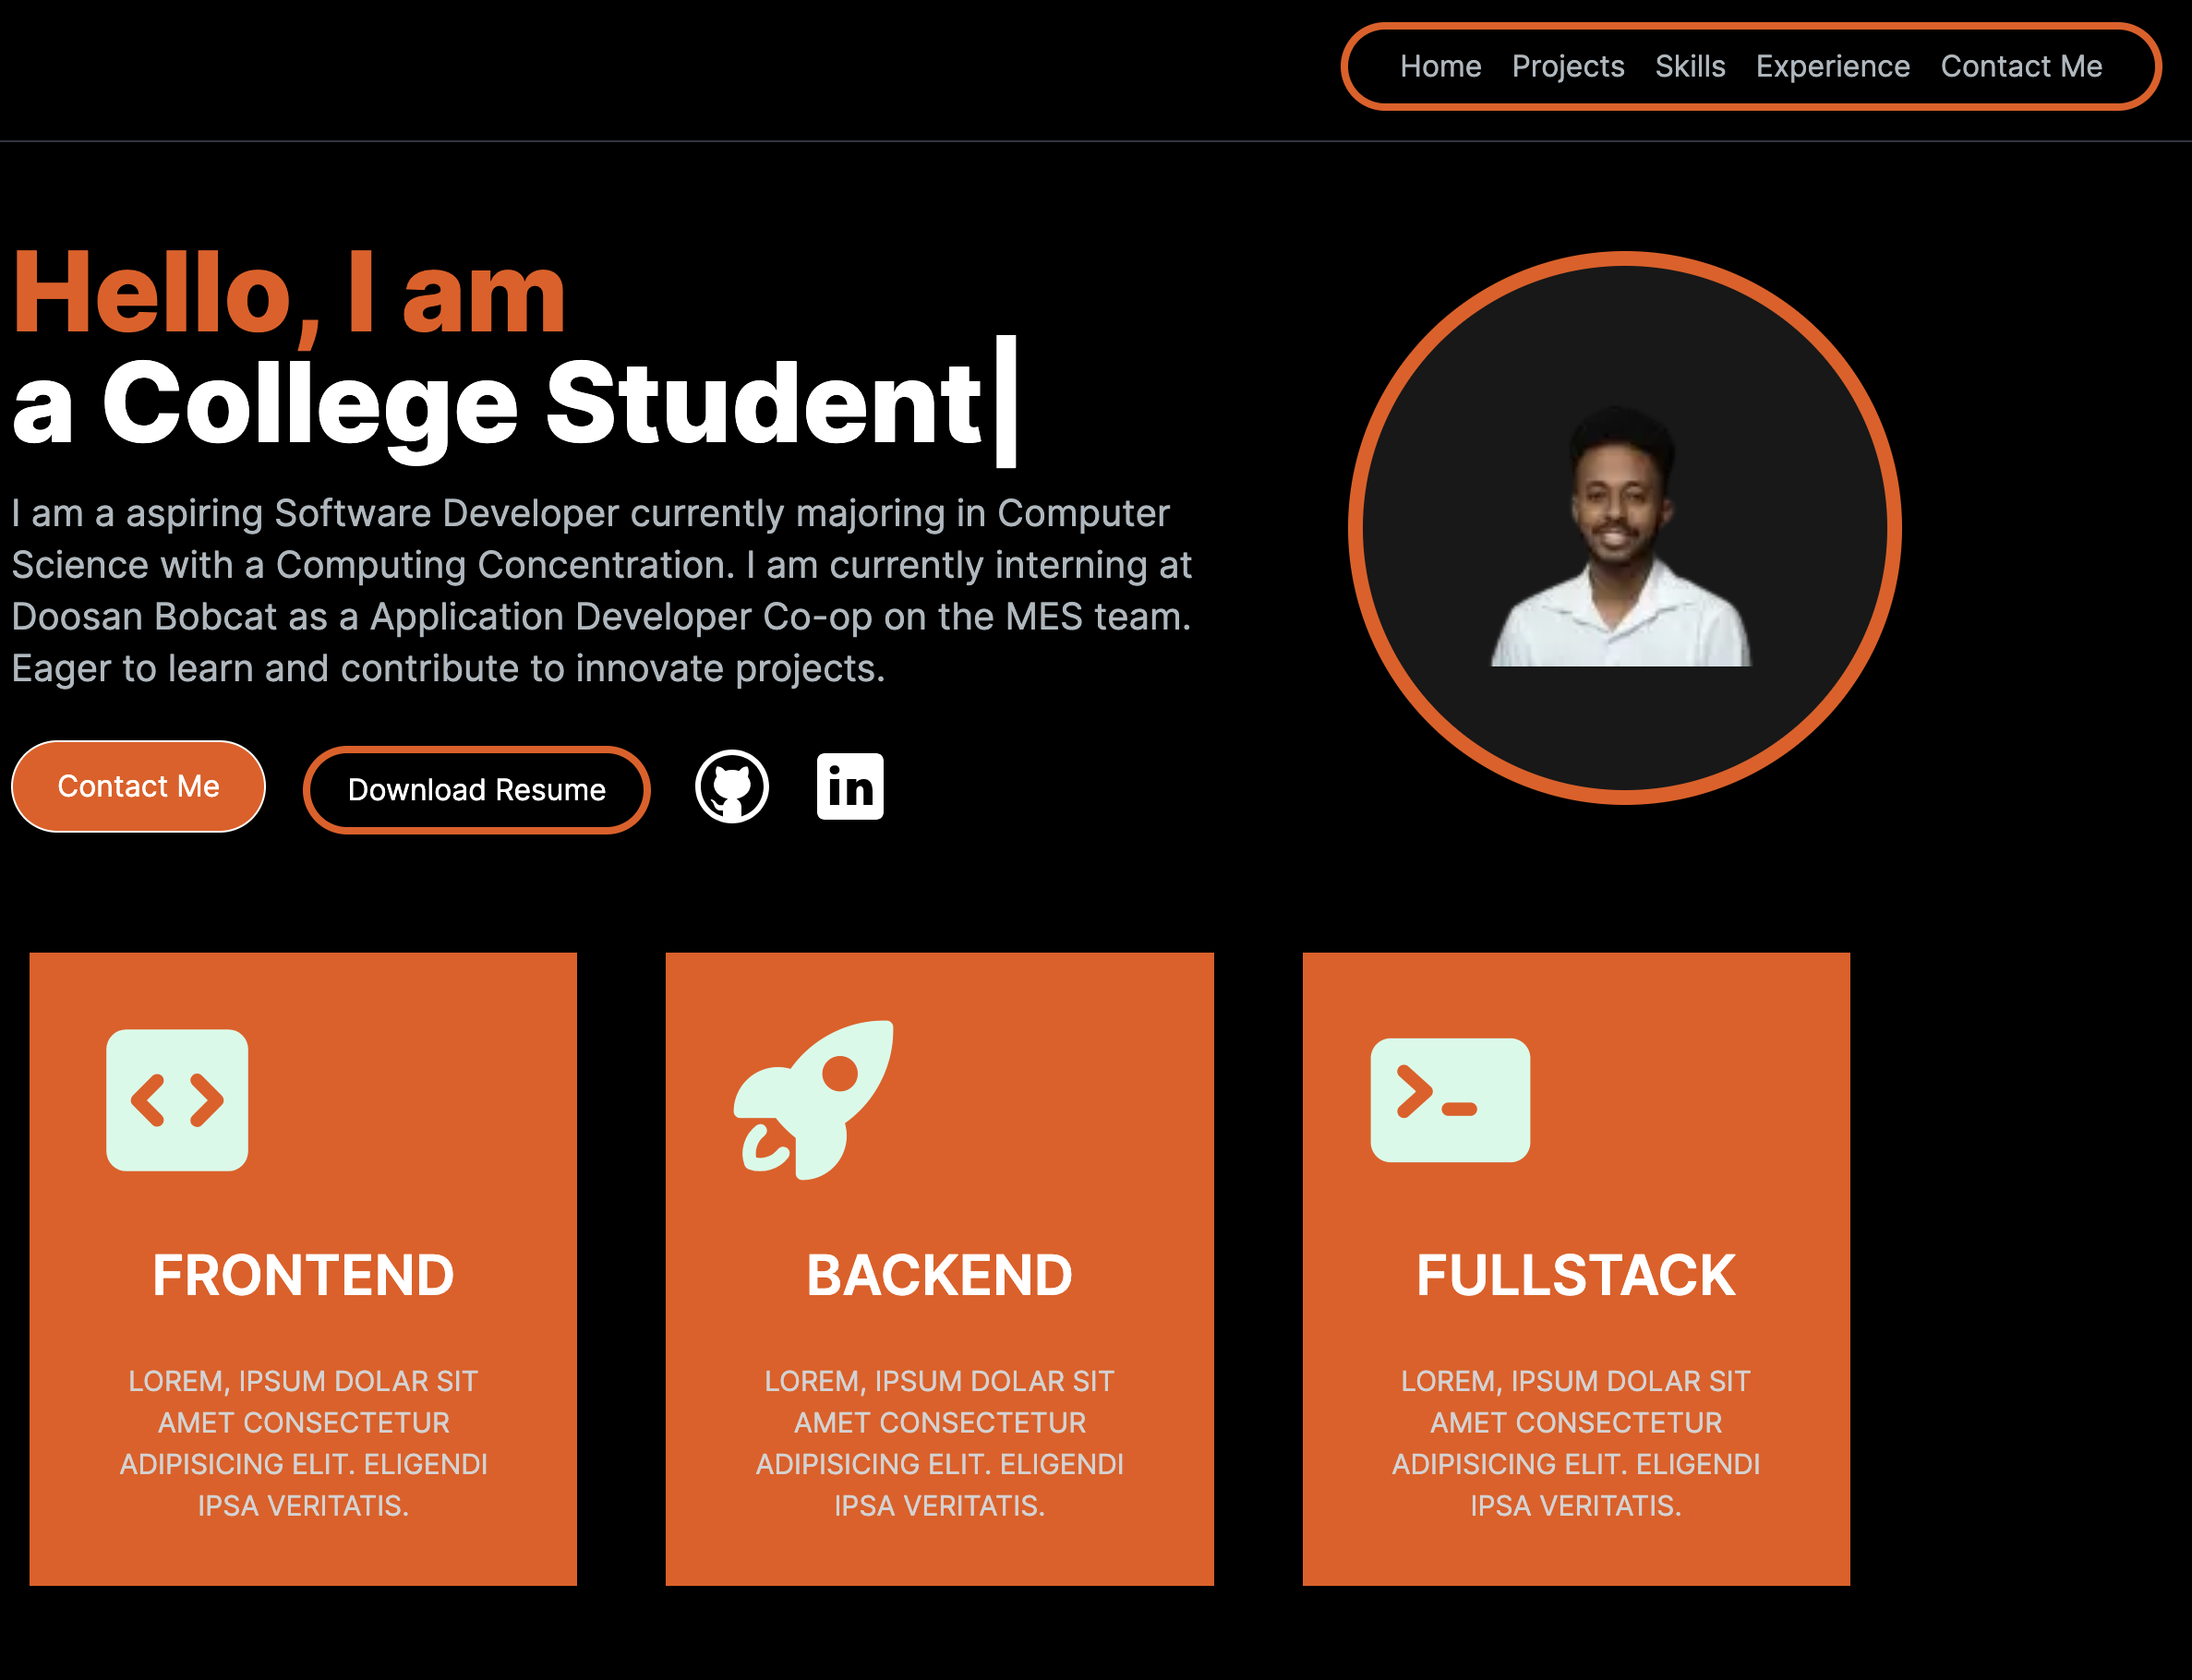 Home Projects Skills Experience Contact Me
Hello, I am
a College Student|
I am a aspiring Software Developer currently majoring in Computer
Science with a Computing Concentration. I am currently interning at
Doosan Bobcat as a Application Developer Co-op on the MES team.
Eager to learn and contribute to innovate projects.
Contact Me
Download Resume
in
FRONTEND
LOREM, IPSUM DOLAR SIT
AMET CONSECTETUR
ADIPISICING ELIT. ELIGENDI
IPSA VERITATIS.
BACKEND
LOREM, IPSUM DOLAR SIT
AMET CONSECTETUR
ADIPISICING ELIT. ELIGENDI
IPSA VERITATIS.
FULLSTACK
LOREM, IPSUM DOLAR SIT
AMET CONSECTETUR
ADIPISICING ELIT. ELIGENDI
IPSA VERITATIS.